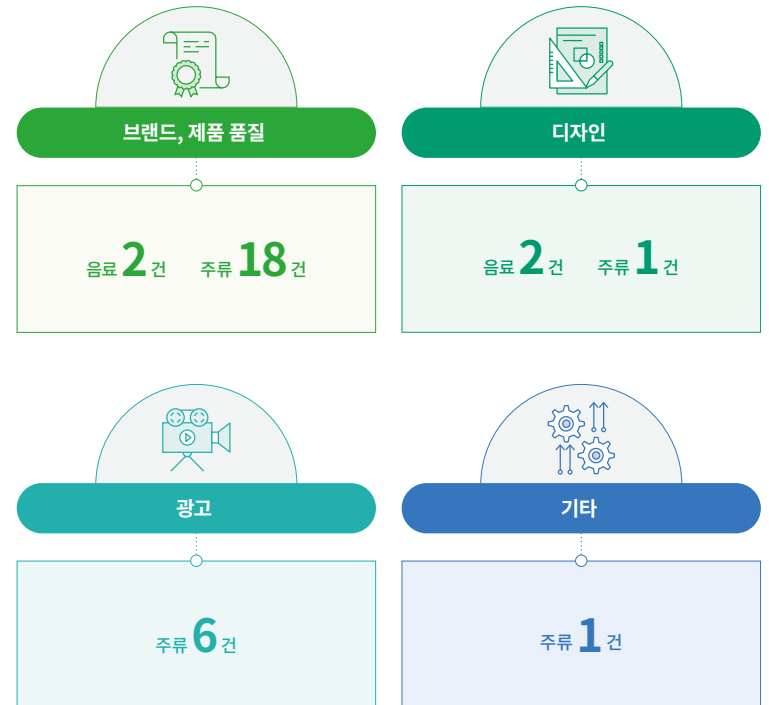 브랜드, 제품 품질
디자인
음료 2 건 주류 18 건
음료 2 건 주류 1 건
광고
기타
주류 6 건
주류 1 건